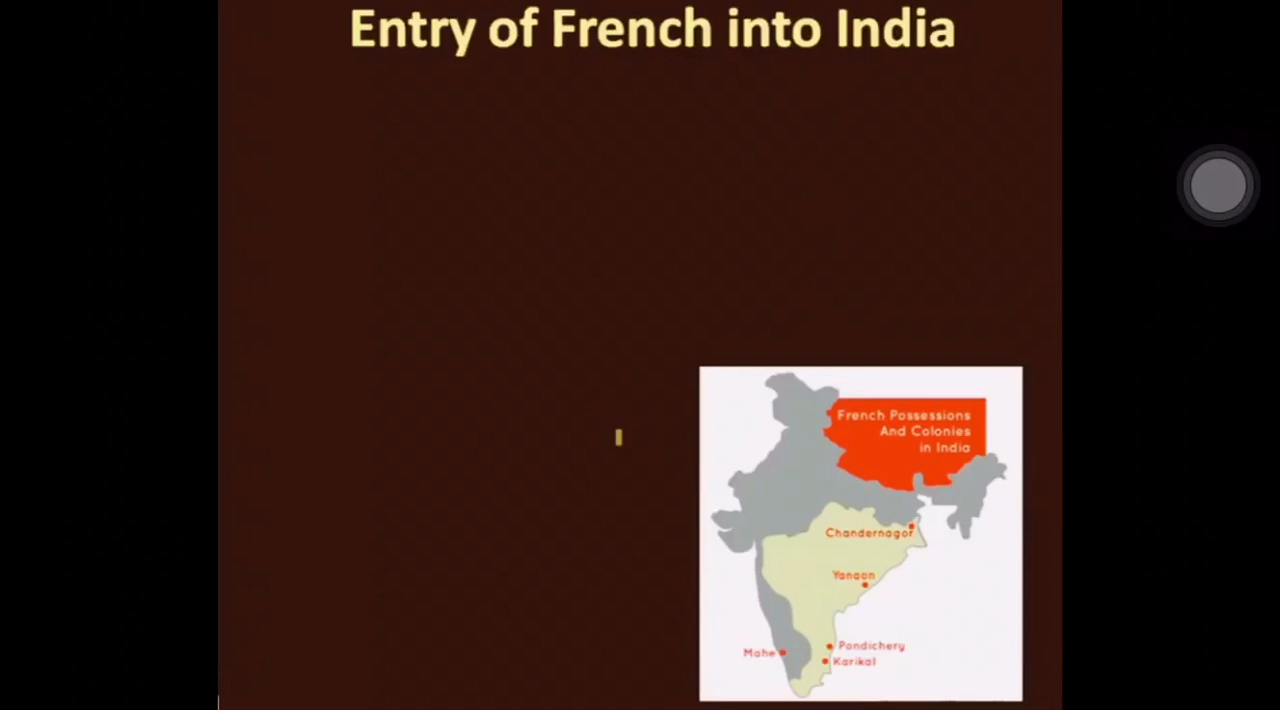 Entry of French into India
French Possessions
And Colonies
in India
Chandernagor
Yanaon
Mahe
Pondichery
Karikal